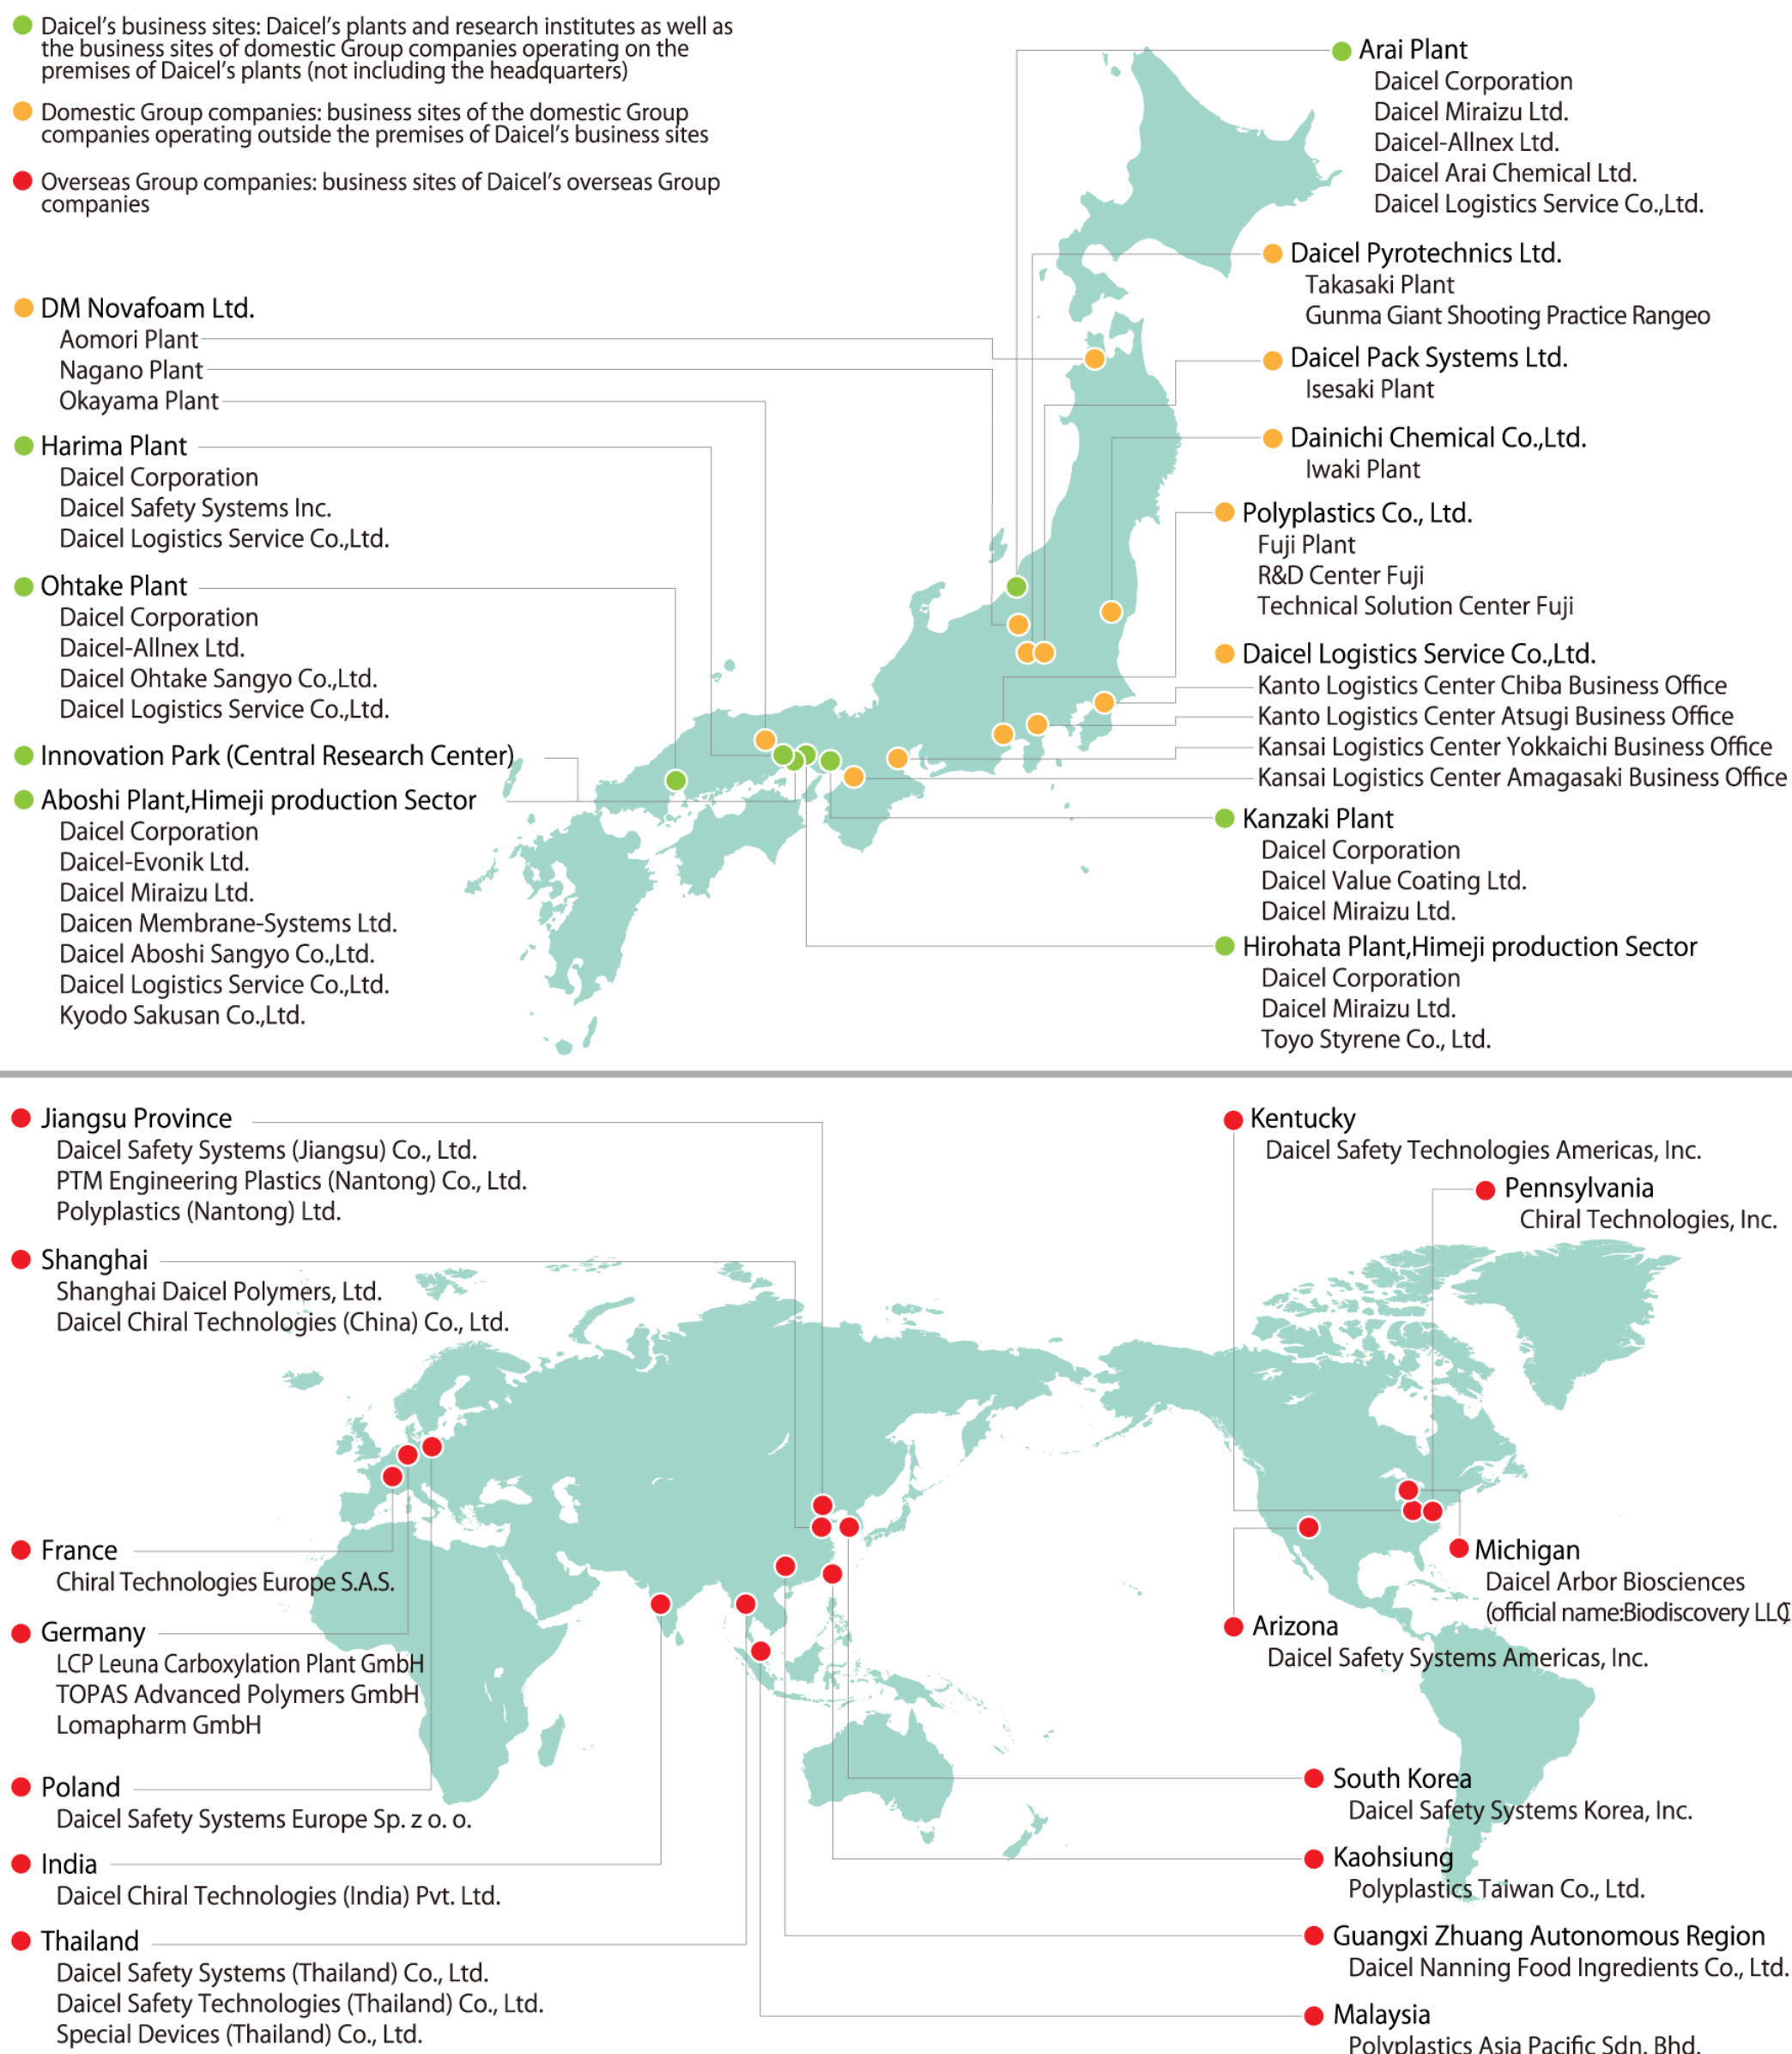 Daicel's business sites: Daicel's plants and research institutes as well as
the business sites of domestic Group companies operating on the
premises of Daicel's plants (not including the headquarters)
Domestic Group companies: business sites of the domestic Group
companies operating outside the premises of Daicel's business sites
Overseas Group companies: business sites of Daicel's overseas Group
companies
DM Novafoam Ltd.
Aomori Plant
Nagano Plant
Okayama Plant
Harima Plant
Daicel Corporation
Daicel Safety Systems Inc.
Daicel Logistics Service Co.,Ltd.
Ohtake Plant
Daicel Corporation
Daicel-Allnex Ltd.
Daicel Ohtake Sangyo Co.,Ltd.
Daicel Logistics Service Co.,Ltd.
Innovation Park (Central Research Center)
Aboshi Plant,Himeji production Sector
Daicel Corporation
Daicel-Evonik Ltd.
Daicel Miraizu Ltd.
Daicen Membrane-Systems Ltd.
Daicel Aboshi Sangyo Co.,Ltd.
Daicel Logistics Service Co.,Ltd.
Kyodo Sakusan Co.,Ltd.
Arai Plant
Daicel Corporation
Daicel Miraizu Ltd.
Daicel-Allnex Ltd.
Daicel Arai Chemical Ltd.
Daicel Logistics Service Co.,Ltd.
Daicel Pyrotechnics Ltd.
Takasaki Plant
Gunma Giant Shooting Practice Rangeo
Daicel Pack Systems Ltd.
Isesaki Plant
Dainichi Chemical Co.,Ltd.
Iwaki Plant
Polyplastics Co., Ltd.
Fuji Plant
R&D Center Fuji
Technical Solution Center Fuji
Daicel Logistics Service Co.,Ltd.
Kanto Logistics Center Chiba Business Office
Kanto Logistics Center Atsugi Business Office
Kansai Logistics Center Yokkaichi Business Office
Kansai Logistics Center Amagasaki Business Office
Kanzaki Plant
Daicel Corporation
Daicel Value Coating Ltd.
Daicel Miraizu Ltd.
Hirohata Plant,Himeji production Sector
Daicel Corporation
Daicel Miraizu Ltd.
Toyo Styrene Co., Ltd.
Jiangsu Province
Daicel Safety Systems (Jiangsu) Co., Ltd.
PTM Engineering Plastics (Nantong) Co., Ltd.
Polyplastics (Nantong) Ltd.
Shanghai
Shanghai Daicel Polymers, Ltd.
Daicel Chiral Technologies (China) Co., Ltd.
France
Chiral Technologies Europe S.A.S.
Germany
LCP Leuna Carboxylation Plant GmbH
TOPAS Advanced Polymers GmbH
Lomapharm GmbH
Poland
Daicel Safety Systems Europe Sp. z o. o.
India
Daicel Chiral Technologies (India) Pvt. Ltd.
Thailand
Daicel Safety Systems (Thailand) Co., Ltd.
Daicel Safety Technologies (Thailand) Co., Ltd.
Special Devices (Thailand) Co., Ltd.
Kentucky
Daicel Safety Technologies Americas, Inc.
Pennsylvania
Chiral Technologies, Inc.
Michigan
Daicel Arbor Biosciences
(official name:Biodiscovery LLC
Arizona
Daicel Safety Systems Americas, Inc.
South Korea
Daicel Safety Systems Korea, Inc.
Kaohsiung
Polyplastics Taiwan Co., Ltd.
Guangxi Zhuang Autonomous Region
Daicel Nanning Food Ingredients Co., Ltd.
Malaysia
Polyplastics Asia Pacific Sdn. Bhd.